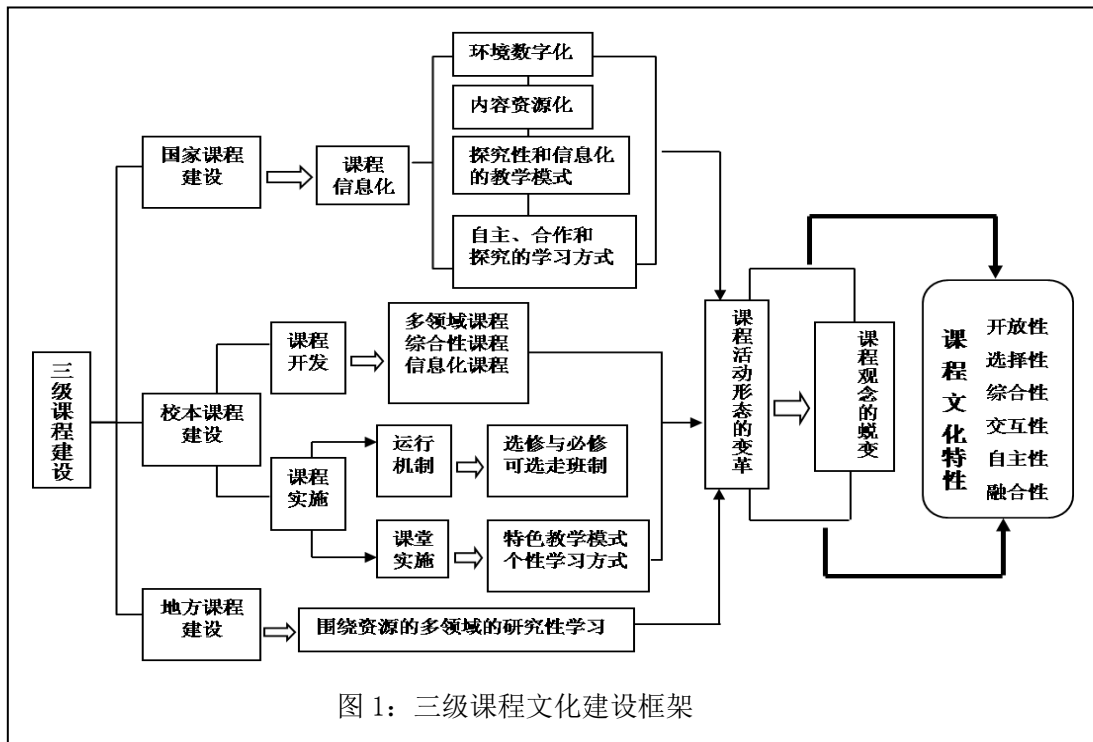 环境数字化
内容资源化
探究性和信息化
的教学模式
自主、合作和
探究的学习方式
国家课程
建设
课程
信息化
三级课程建设
校本课程
建设
课程
开发
多领域课程
综合性课程
信息化课程
课程
实施
运行
机制
选修与必修
可选走班制
课堂
实施
特色教学模式
个性学习方式
地方课程
建设
围绕资源的多领域的研究性学习
课程活动形态的变革
课程观念的蜕变
课程文化特性
开放性
选择性
综合性
交互性
自主性
融合性
图 1：三级课程文化建设框架